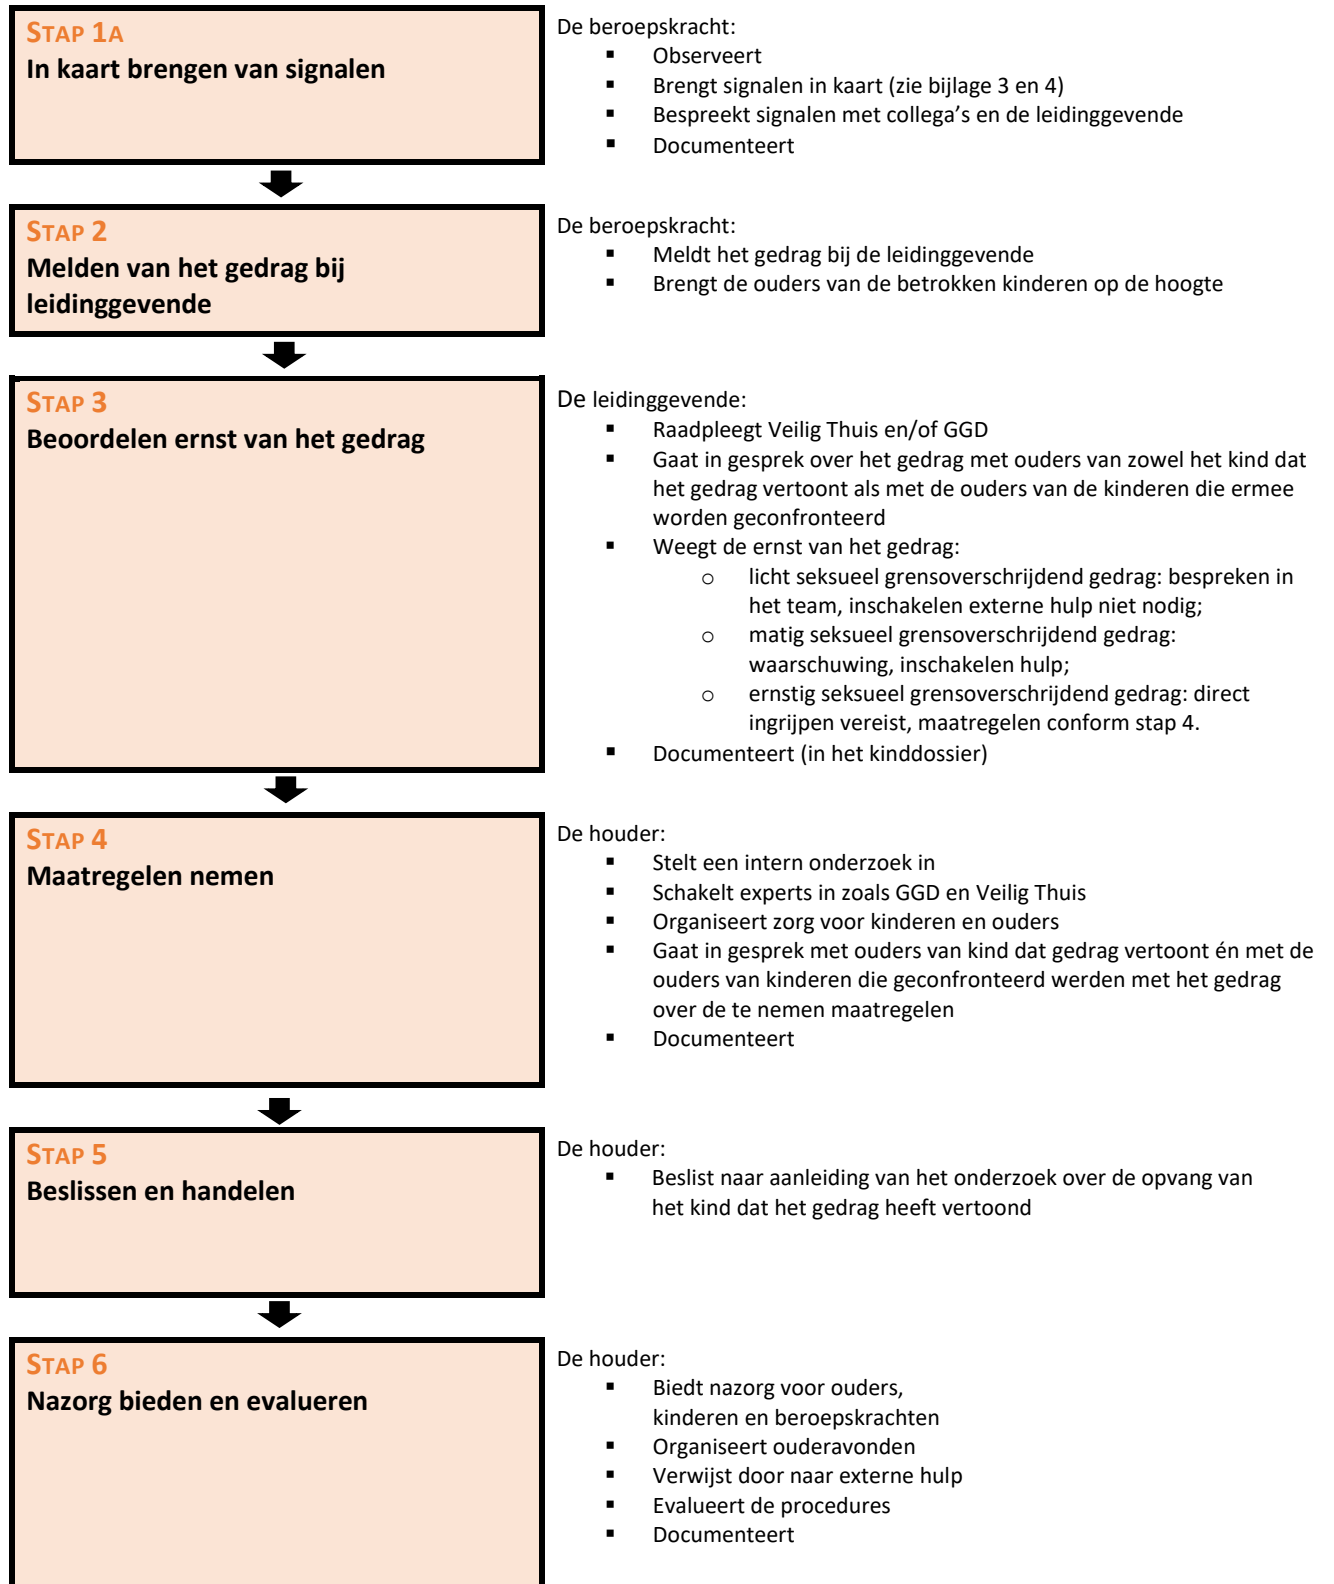 STAP 1A
In kaart brengen van signalen
De beroepskracht:
▪ Observeert
▪ Brengt signalen in kaart (zie bijlage 3 en 4)
▪ Bespreekt signalen met collega's en de leidinggevende
▪ Documenteert
STAP 2
Melden van het gedrag bij
leidinggevende
De beroepskracht:
▪ Meldt het gedrag bij de leidinggevende
▪ Brengt de ouders van de betrokken kinderen op de hoogte
STAP 3
Beoordelen ernst van het gedrag
De leidinggevende:
▪ Raadpleegt Veilig Thuis en/of GGD
▪ Gaat in gesprek over het gedrag met ouders van zowel het kind dat
het gedrag vertoont als met de ouders van de kinderen die ermee
worden geconfronteerd
▪ Weegt de ernst van het gedrag:
o licht seksueel grensoverschrijdend gedrag: bespreken in
het team, inschakelen externe hulp niet nodig;
o matig seksueel grensoverschrijdend gedrag:
waarschuwing, inschakelen hulp;
o ernstig seksueel grensoverschrijdend gedrag: direct
ingrijpen vereist, maatregelen conform stap 4.
▪ Documenteert (in het kinddossier)
STAP 4
Maatregelen nemen
De houder:
▪ Stelt een intern onderzoek in
▪ Schakelt experts in zoals GGD en Veilig Thuis
▪ Organiseert zorg voor kinderen en ouders
▪ Gaat in gesprek met ouders van kind dat gedrag vertoont én met de
ouders van kinderen die geconfronteerd werden met het gedrag
over de te nemen maatregelen
▪ Documenteert
STAP 5
Beslissen en handelen
De houder:
▪ Beslist naar aanleiding van het onderzoek over de opvang van
het kind dat het gedrag heeft vertoond
STAP 6
Nazorg bieden en evalueren
De houder:
▪ Biedt nazorg voor ouders,
kinderen en beroepskrachten
▪ Organiseert ouderavonden
▪ Verwijst door naar externe hulp
▪ Evalueert de procedures
▪ Documenteert